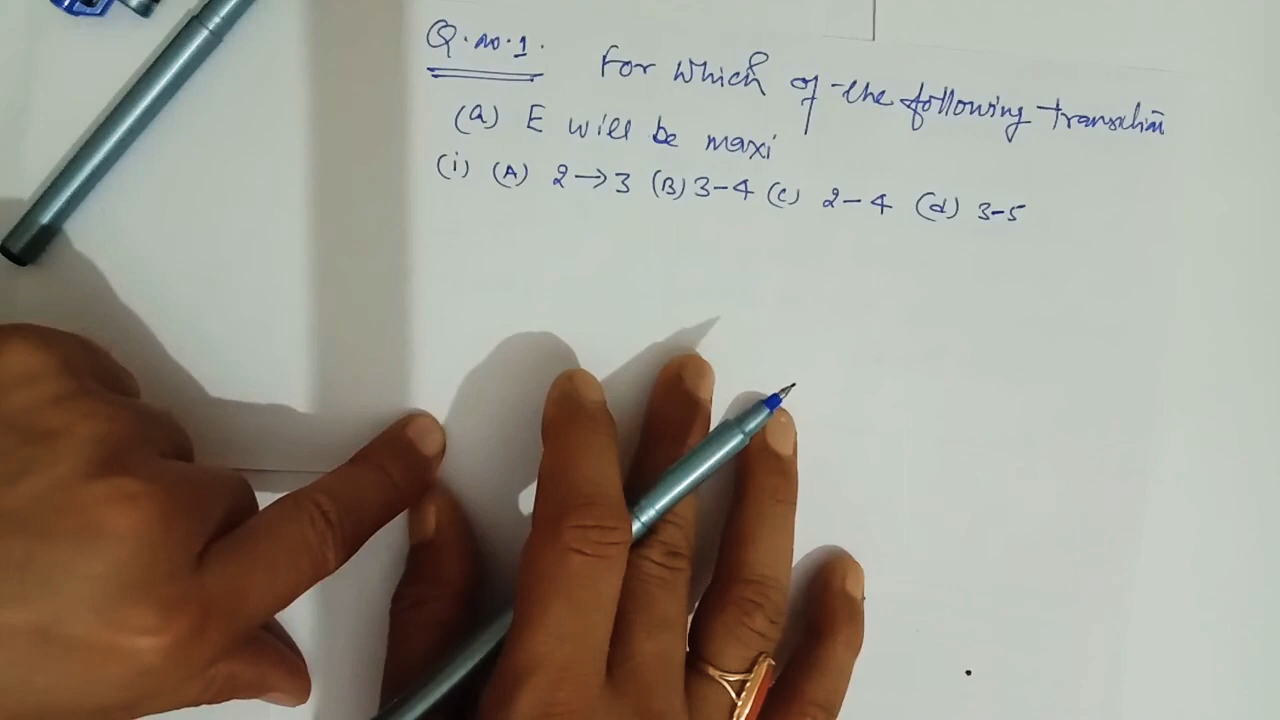 Q. no. 1. For which of the following transition
(a) E will be maxi
(i) (A) 2→3 (B) 3-4 (c) 2-4 (d) 3-5